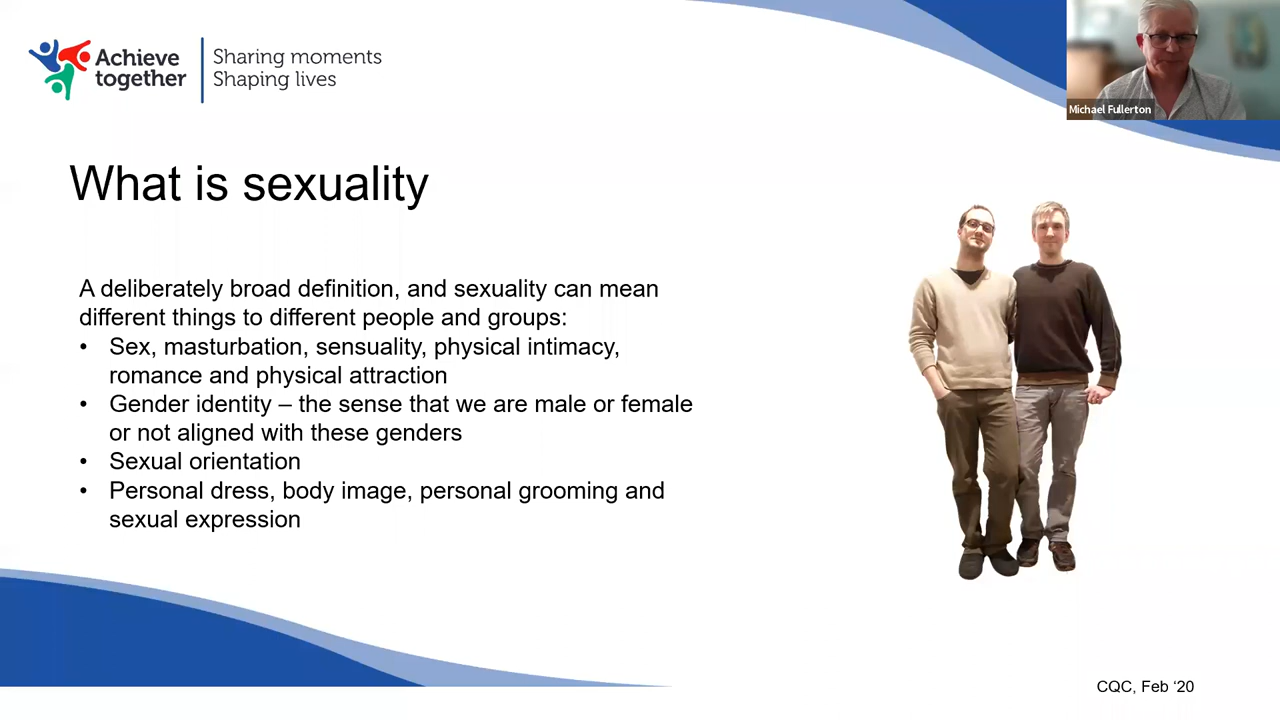 Achieve
together
Sharing moments
Shaping lives
Michael Fullerton
What is sexuality
A deliberately broad definition, and sexuality can mean
different things to different people and groups:
• Sex, masturbation, sensuality, physical intimacy,
romance and physical attraction
• Gender identity – the sense that we are male or female
or not aligned with these genders
• Sexual orientation
• Personal dress, body image, personal grooming and
sexual expression
CQC, Feb ‘20